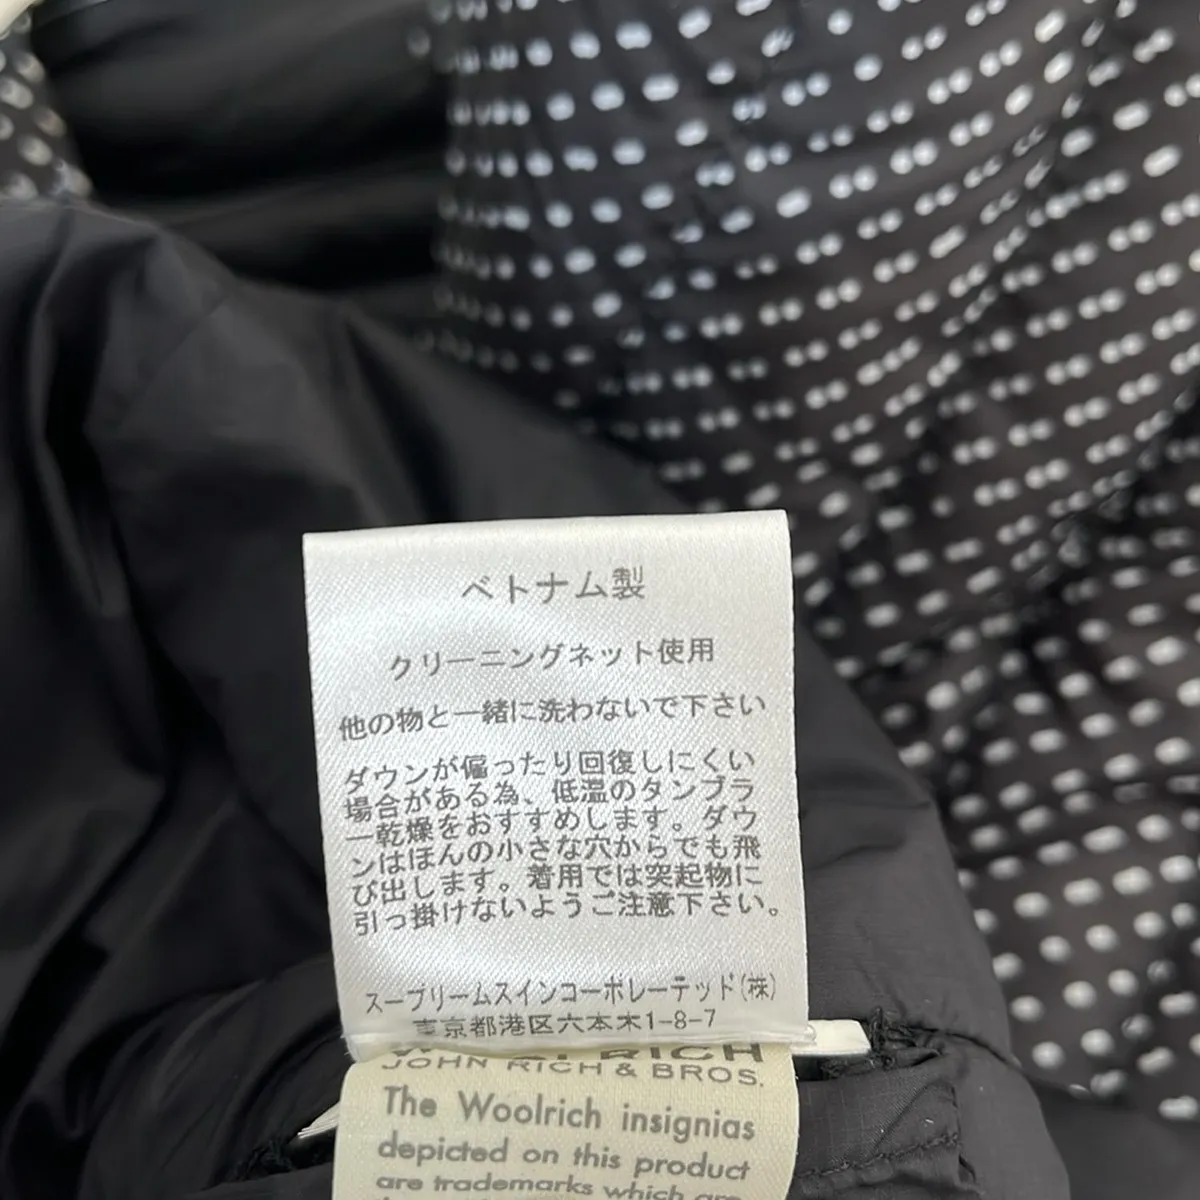 ベトナム製
クリーニングネット使用
他の物と一緒に洗わないで下さい
ダウンが偏ったり回復しにくい
場合がある為、低温のタンブラ
ー乾燥をおすすめします。ダウ
ンはほんの小さな穴からでも飛
び出します。着用では突起物に
引っ掛けないようご注意下さい。
スープリームスインコーポレーテッド(株)
東京都港区六本木1-8-7
WOOLRICH
JOHN RICH & BROS.
The Woolrich insignias
depicted on this product
are trademarks which are